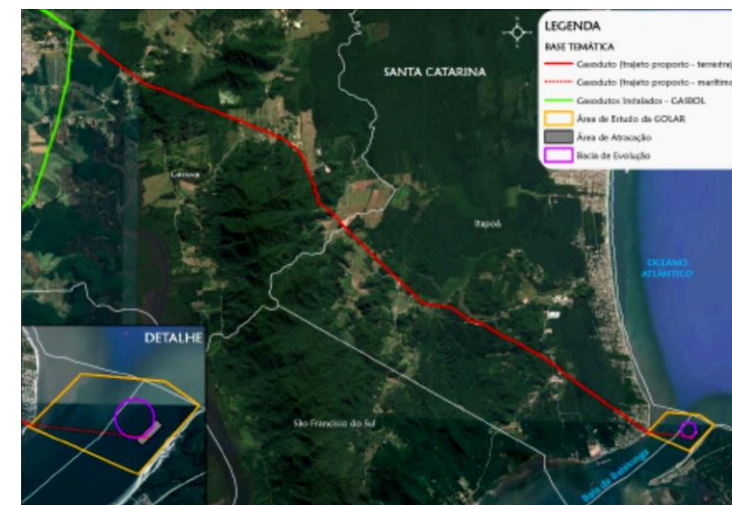 LEGENDA
BASE TEMÁTICA
Gasoduto (trajeto proposto - terrestre)
Gasoduto (trajeto proposto - marítimo
Gasodutos Instalados - GASBOL
Área de Estudo da GOLAR
Área de Atracação
Bacia de Evolução
SANTA CATARINA
Garuva
Itapoá
OCEANO
ATLÂNTICO
DETALHE
São Francisco do Sul
Baía da Babitonga